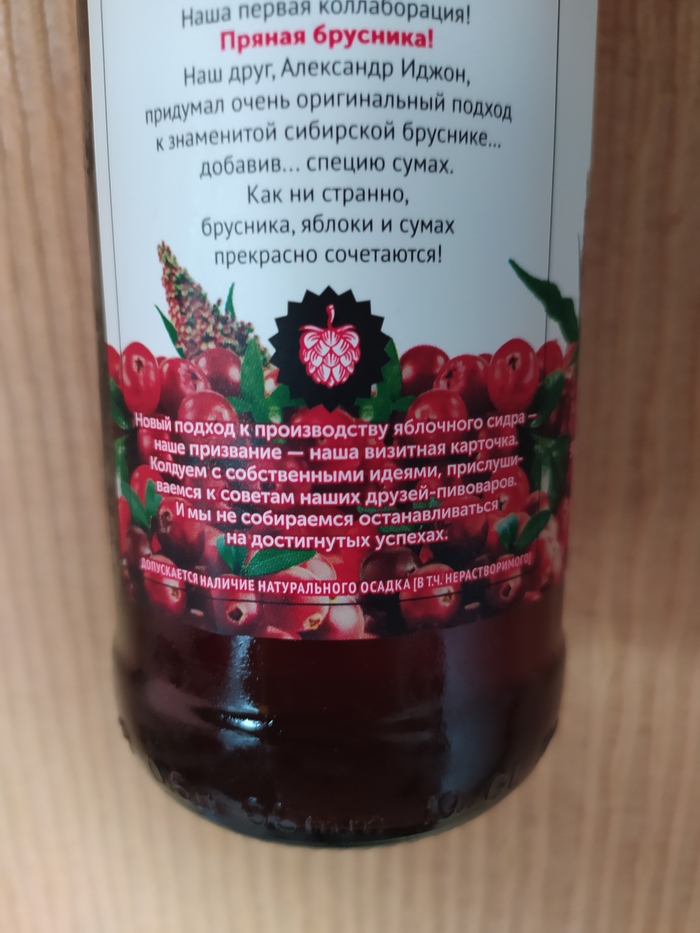 Наша первая коллаборация!
Пряная брусника!
Наш друг, Александр Иджон,
придумал очень оригинальный подход
к знаменитой сибирской бруснике...
добавив... специю сумах.
Как ни странно,
брусника, яблоки и сумах
прекрасно сочетаются!
Новый подход к производству яблочного сидра —
наше призвание — наша визитная карточка.
Колдуем с собственными идеями, прислуши-
ваемся к советам наших друзей-пивоваров.
И мы не собираемся останавливаться
на достигнутых успехах.
ДОПУСКАЕТСЯ НАЛИЧИЕ НАТУРАЛЬНОГО ОСАДКА [В Т.Ч. НЕРАСТВОРИМОГО]